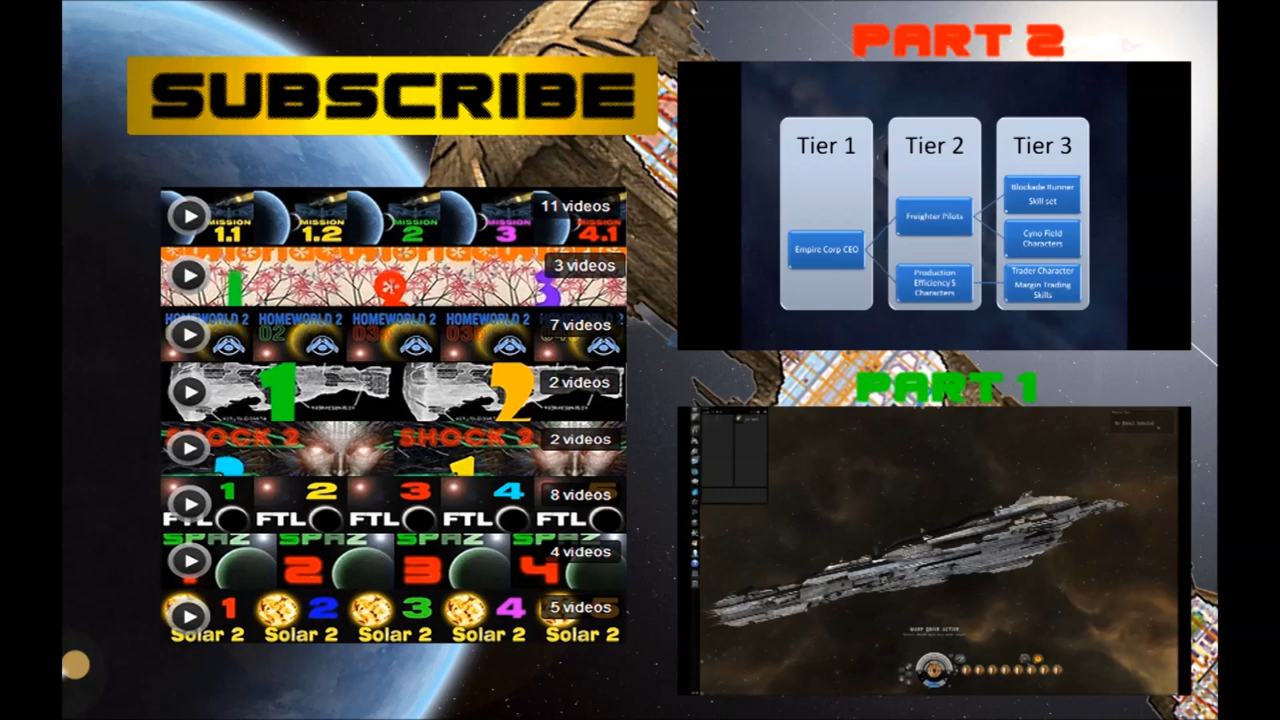 SUBSCRIBE
PART 2
Tier 1
Tier 2
Tier 3
Empire Corp CEO
Freighter Pilots
Production
Efficiency 5
Characters
Blockade Runner
Skill set
Cyno Field
Characters
Trader Character
Margin Trading
Skills
PART 1
WARP DRIVE ACTIVE
MISSION 1.1
MISSION 1.2
MISSION 2
MISSION 3
MISSION 4.1
11 videos
1
2
3
3 videos
HOMEWORLD 2
02
HOMEWORLD 2
HOMEWORLD 2
HOMEWORLD 2
7 videos
1
2
2 videos
SHOCK 2
SHOCK 2
1
2 videos
1
2
3
4
8 videos
FTL
FTL
FTL
FTL
FTL
SPAZ
SPAZ
SPAZ
SPAZ
2
3
4
4 videos
1
2
3
4
5 videos
Solar 2
Solar 2
Solar 2
Solar 2
Solar 2